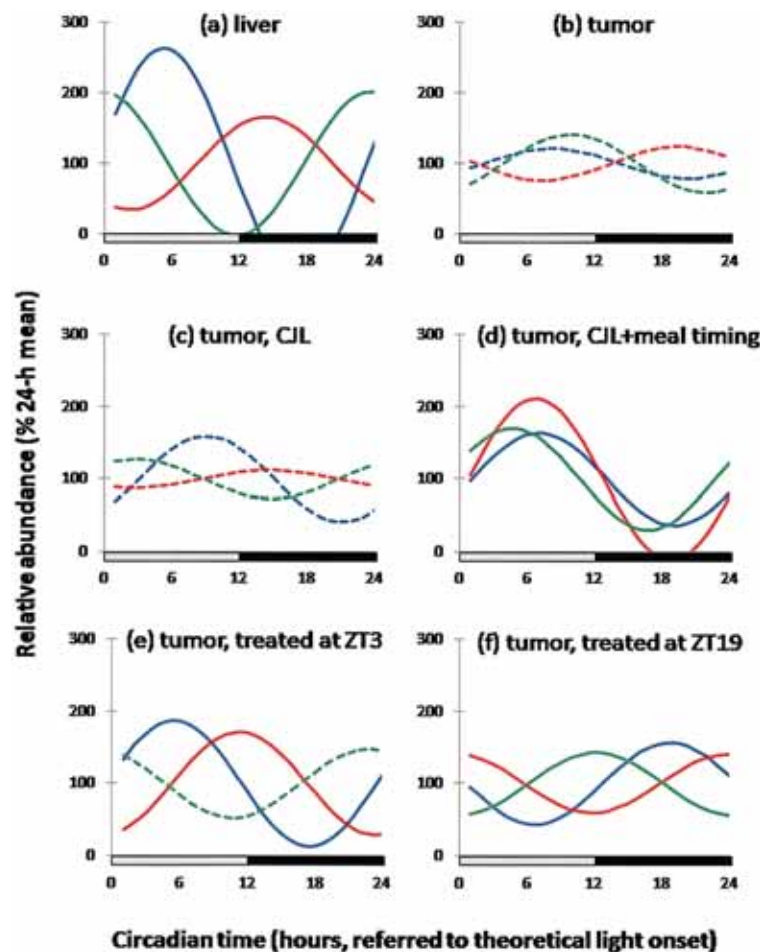 (a) liver
(b) tumor
300
200
100
0
0 6 12 18 24
300
200
100
0
0 6 12 18 24
(c) tumor, CJL
(d) tumor, CJL+meal timing
300
200
100
0
0 6 12 18 24
300
200
100
0
0 6 12 18 24
(e) tumor, treated at ZT3
(f) tumor, treated at ZT19
300
200
100
0
0 6 12 18 24
300
200
100
0
0 6 12 18 24
Relative abundance (% 24-h mean)
Circadian time (hours, referred to theoretical light onset)